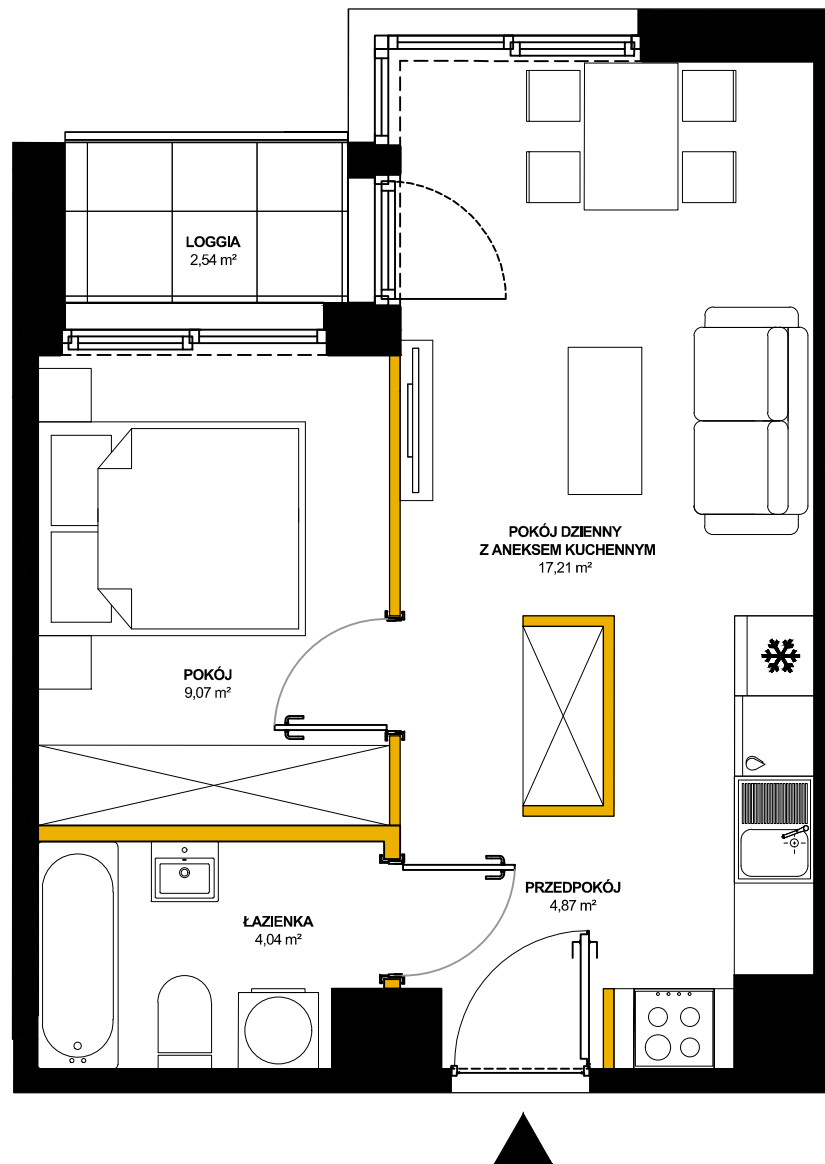 LOGGIA
2,54 m²
POKÓJ DZIENNY
Z ANEKSEM KUCHENNYM
17,21 m²
POKÓJ
9,07 m²
PRZEDPOKÓJ
4,87 m²
ŁAZIENKA
4,04 m²